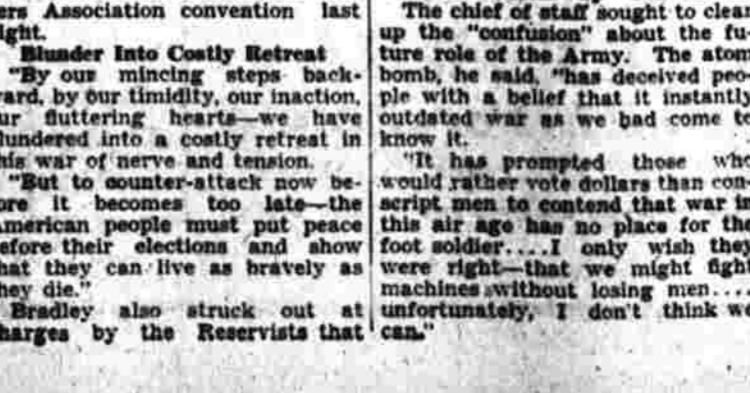 ers Association convention last
ight.
Blunder Into Costly Retreat
"By our mincing steps back-
ard, by our timidity, our inaction,
ur fluttering hearts—we have
lundered into a costly retreat in
his war of nerve and tension.
"But to counter-attack now be-
ore it becomes too late—the
American people must put peace
efore their elections and show
hat they can live as bravely as
hey die."
Bradley also struck out at
harges by the Reservists that
The chief of staff sought to clear
up the "confusion" about the fu-
ture role of the Army. The atom
bomb, he said, "has deceived peo-
ple with a belief that it instantly
outdated war as we had come to
know it.
"It has prompted those who
would rather vote dollars than con-
script men to contend that war in
this air age has no place for the
foot soldier....I only wish they
were right—that we might fight
machines without losing men....
unfortunately, I don't think we
can."